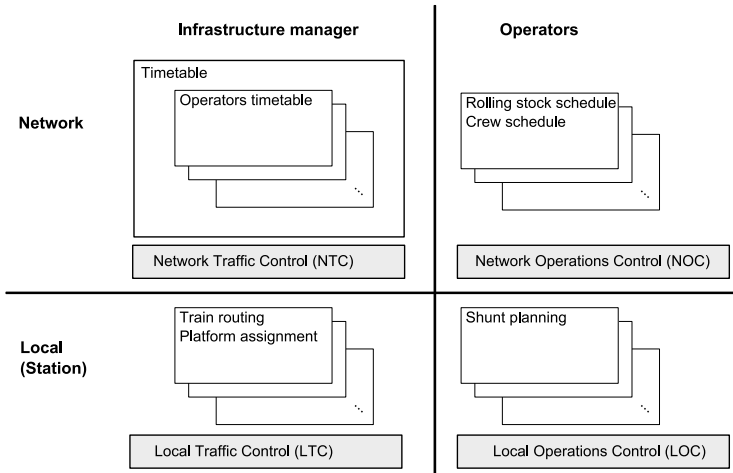 Infrastructure manager
Operators
Network
Timetable
Operators timetable
Rolling stock schedule
Crew schedule
Network Traffic Control (NTC)
Network Operations Control (NOC)
Local
(Station)
Train routing
Platform assignment
Shunt planning
Local Traffic Control (LTC)
Local Operations Control (LOC)